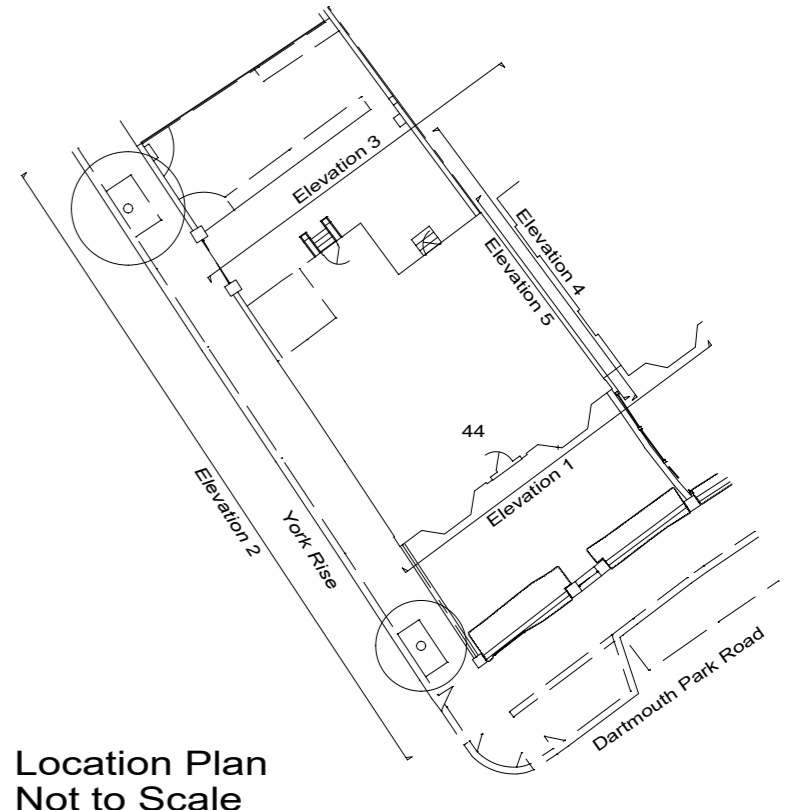 Elevation 3
Elevation 4
Elevation 5
44
Elevation 1
Elevation 2
York Rise
Dartmouth Park Road
Location Plan
Not to Scale